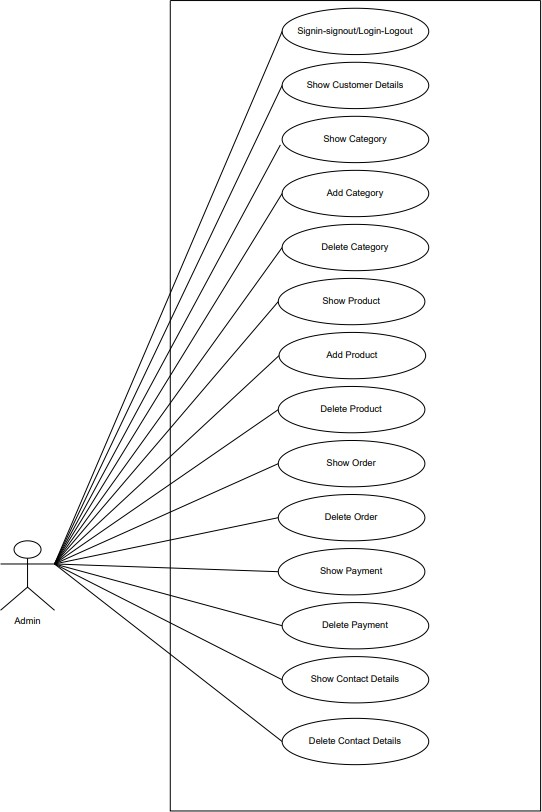 Signin-signout/Login-Logout
Show Customer Details
Show Category
Add Category
Delete Category
Show Product
Add Product
Delete Product
Show Order
Delete Order
Show Payment
Admin
Delete Payment
Show Contact Details
Delete Contact Details